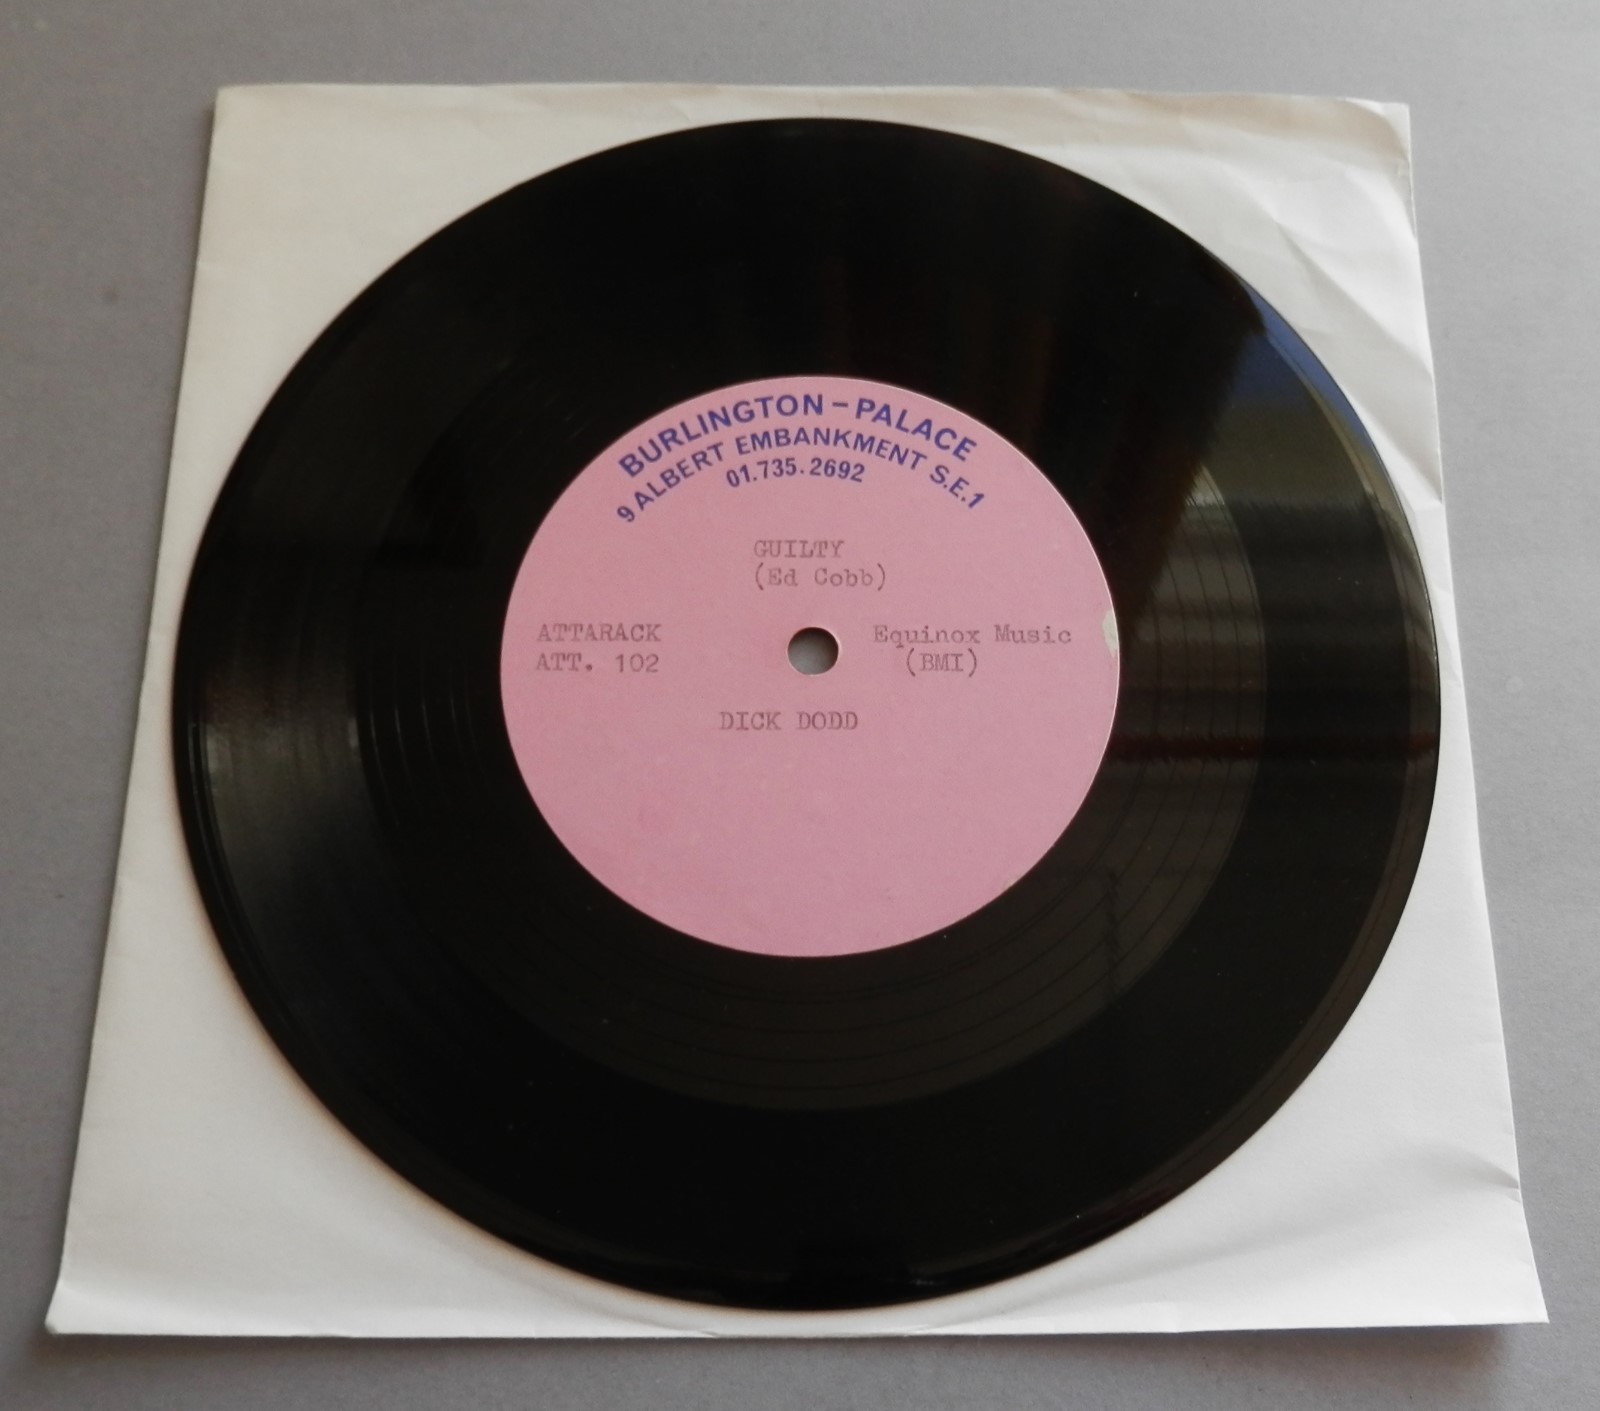 BURLINGTON-PALACE
9 ALBERT EMBANKMENT S.E.1
01.735.2692
GUILTY
(Ed Cobb)
ATTARACK
ATT. 102
Equinox Music
(BMI)
DICK DODD